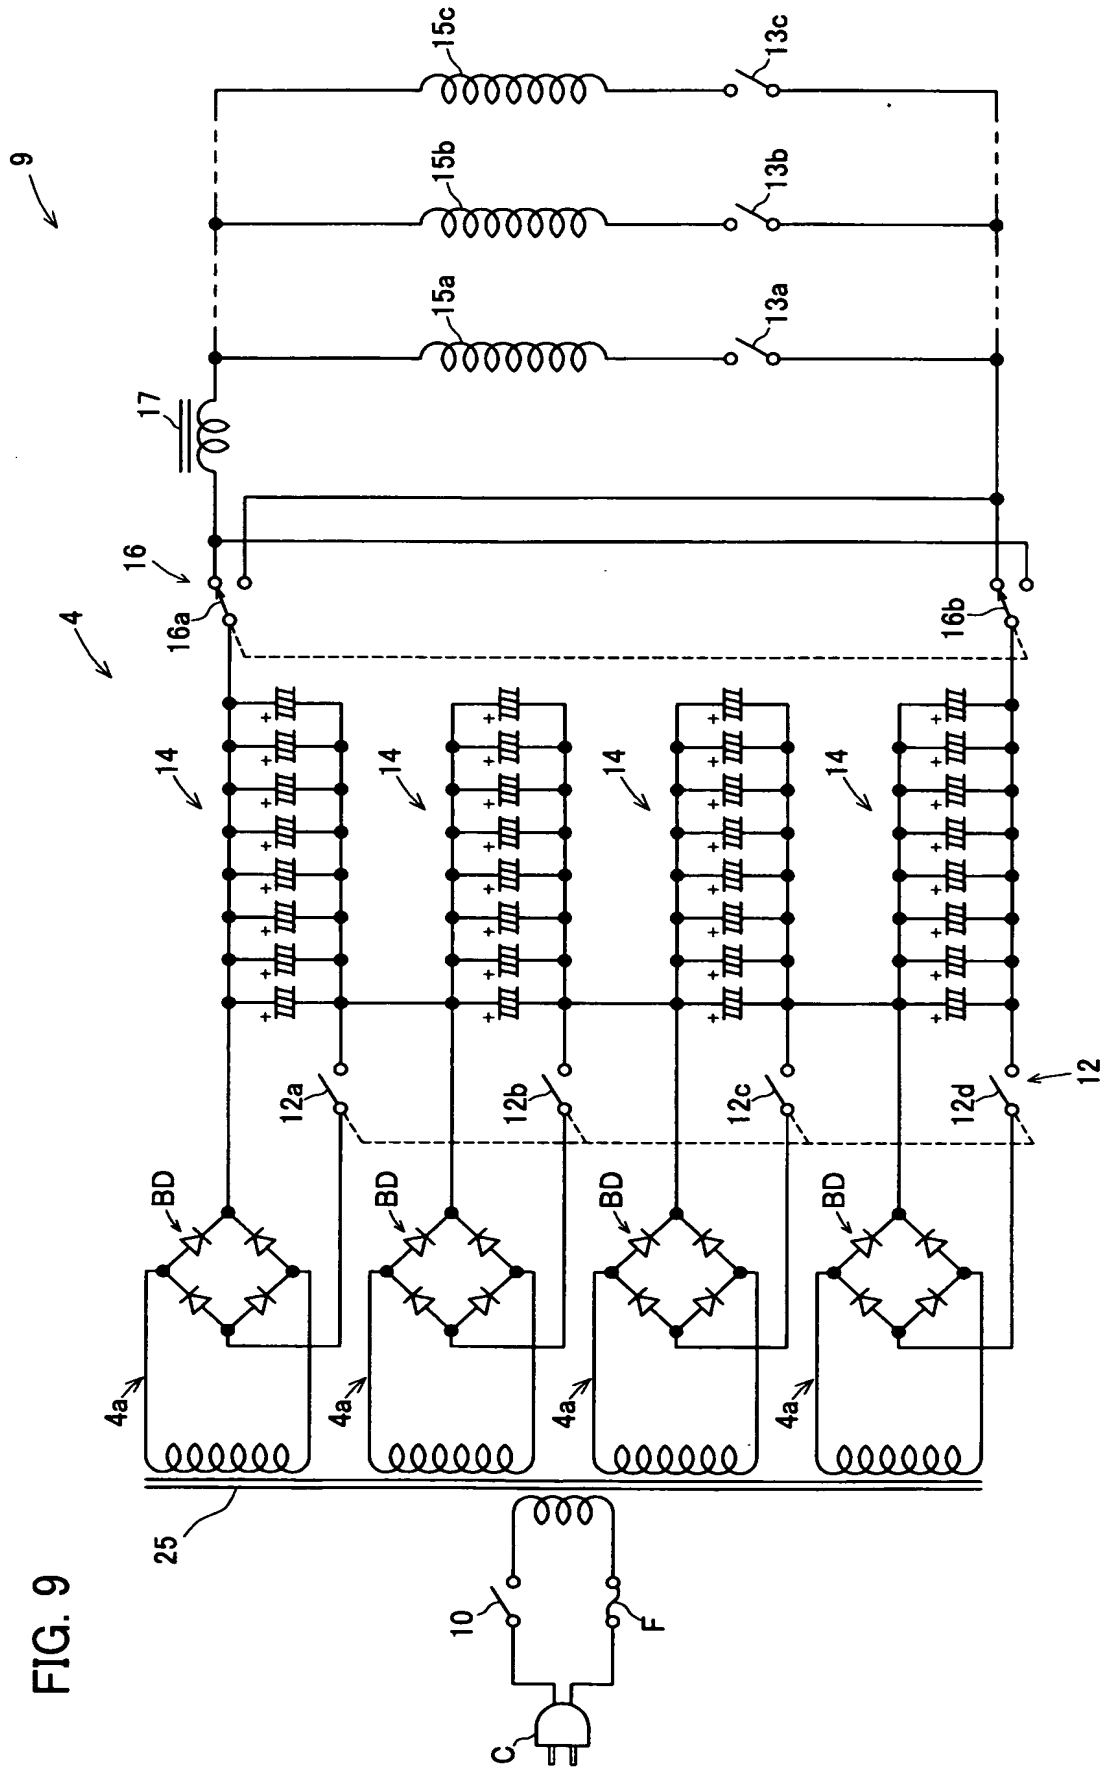 FIG. 9
9
4
C
10
F
25
4a
4a
4a
4a
BD
BD
BD
BD
12a
12b
12c
12d
12
14
14
14
14
+ + + + + + + +
+ + + + + + + +
+ + + + + + + +
+ + + + + + + +
16
16a
16b
17
15a
15b
15c
13a
13b
13c